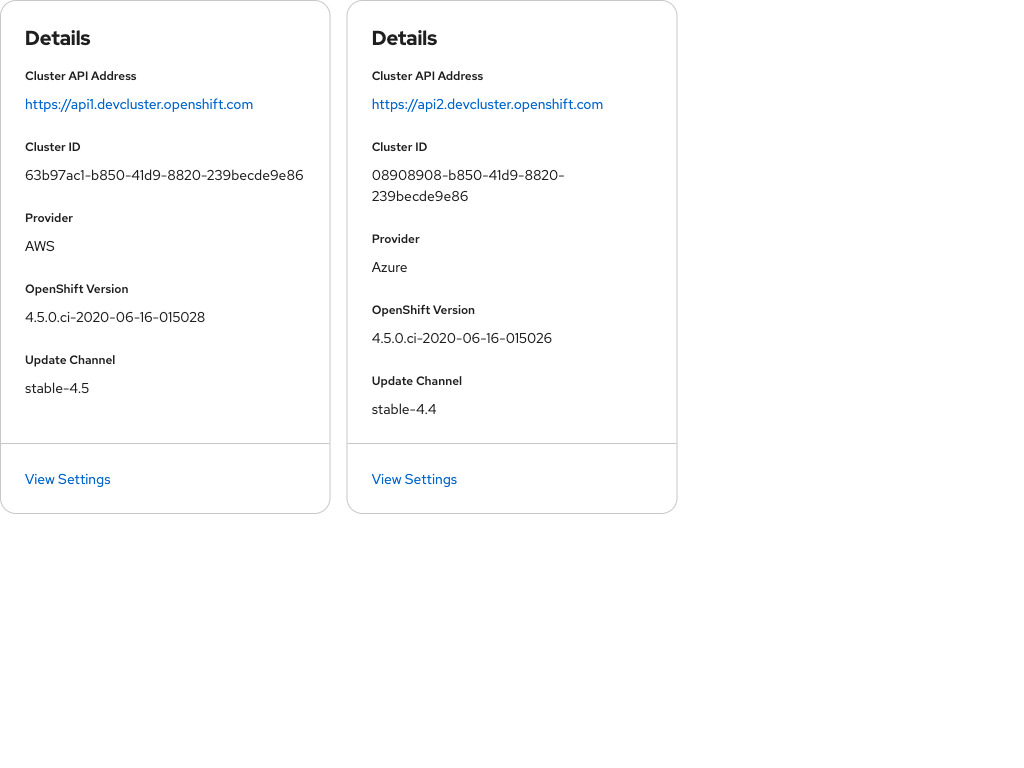 Details
Cluster API Address
https://api1.devcluster.openshift.com
Cluster ID
63b97ac1-b850-41d9-8820-239becde9e86
Provider
AWS
OpenShift Version
4.5.0.ci-2020-06-16-015028
Update Channel
stable-4.5
View Settings
Details
Cluster API Address
https://api2.devcluster.openshift.com
Cluster ID
08908908-b850-41d9-8820-
239becde9e86
Provider
Azure
OpenShift Version
4.5.0.ci-2020-06-16-015026
Update Channel
stable-4.4
View Settings